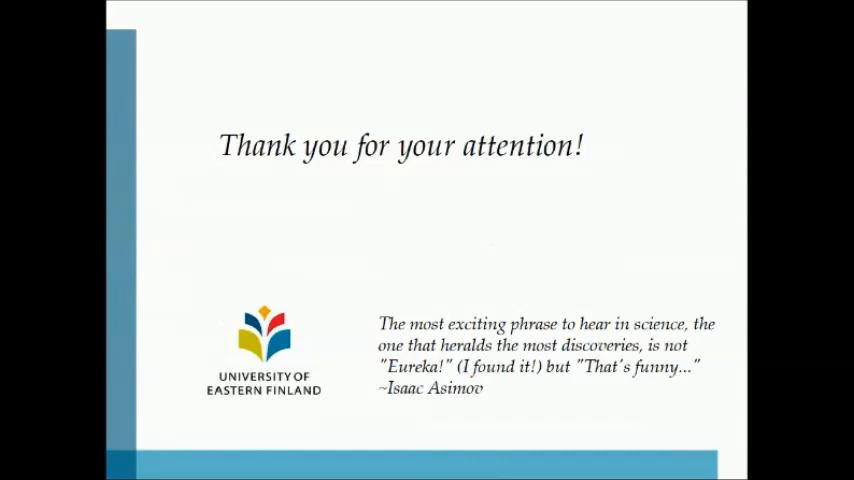 Thank you for your attention!
UNIVERSITY OF
EASTERN FINLAND
The most exciting phrase to hear in science, the
one that heralds the most discoveries, is not
"Eureka!" (I found it!) but "That's funny..."
~Isaac Asimov